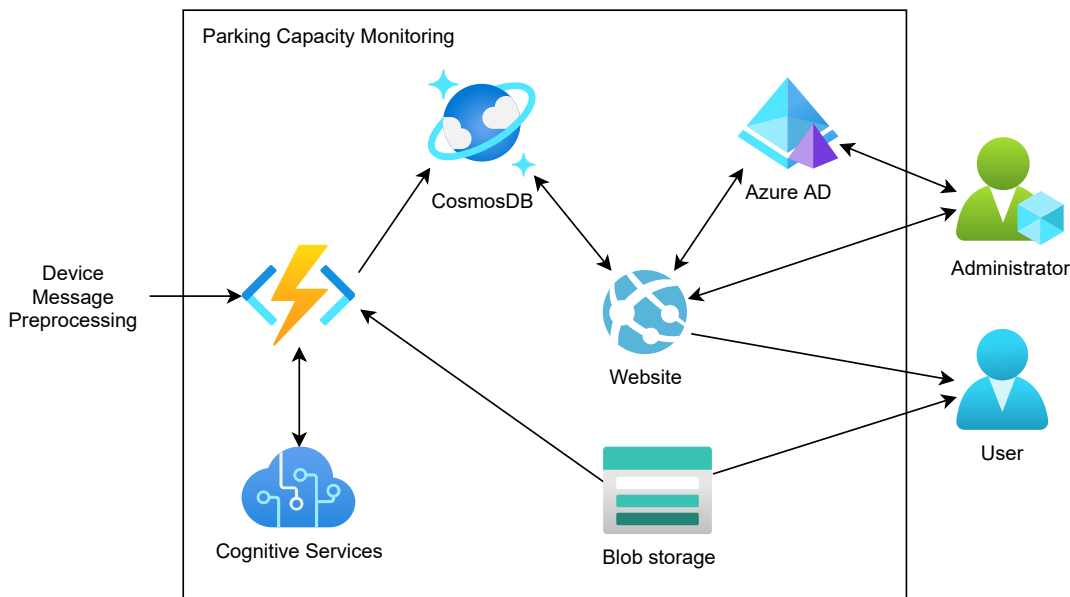 Parking Capacity Monitoring
CosmosDB
Azure AD
Administrator
Device
Message
Preprocessing
Website
User
Cognitive Services
Blob storage